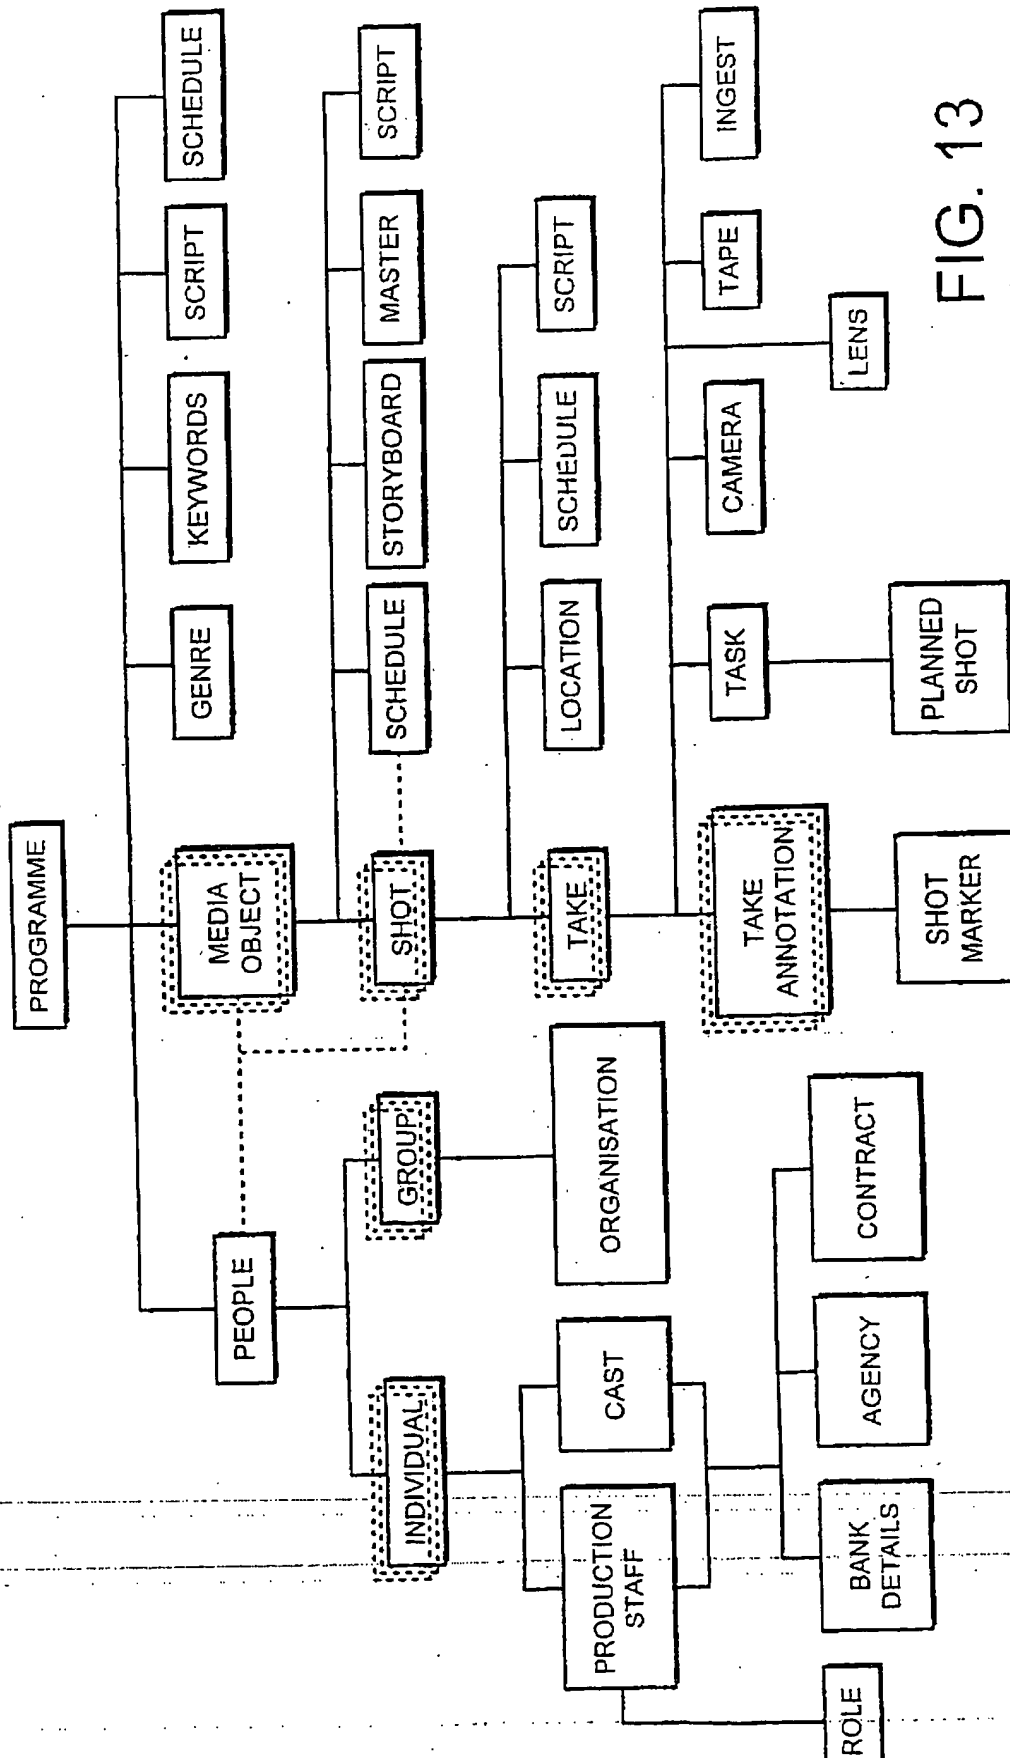 PROGRAMME
PEOPLE
MEDIA
OBJECT
GENRE
KEYWORDS
SCRIPT
SCHEDULE
INDIVIDUAL
GROUP
SHOT
SCHEDULE
STORYBOARD
MASTER
SCRIPT
PRODUCTION
STAFF
CAST
ORGANISATION
TAKE
LOCATION
SCHEDULE
SCRIPT
ROLE
BANK
DETAILS
AGENCY
CONTRACT
TAKE
ANNOTATION
TASK
CAMERA
LENS
TAPE
INGEST
SHOT
MARKER
PLANNED
SHOT
FIG. 13